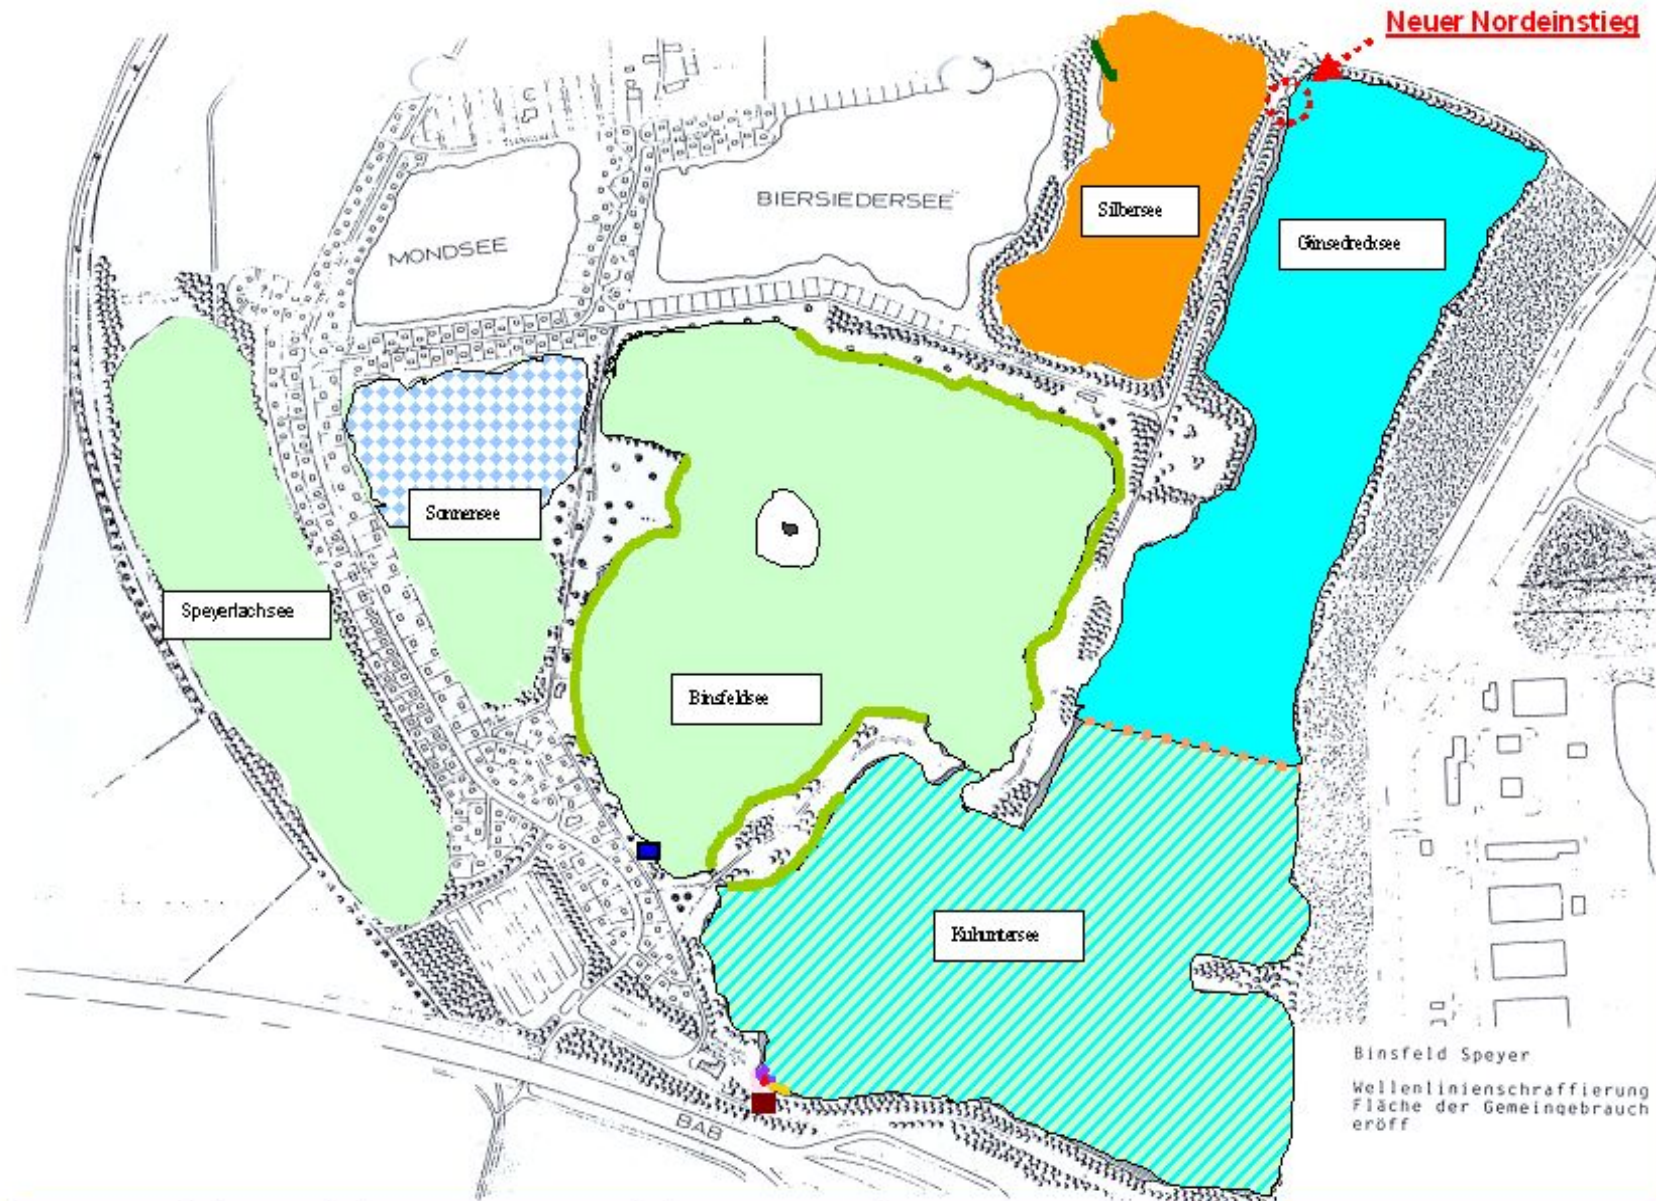 Neuer Nordeinstieg
BIERSIEDERSEE
Silbersee
MONDSEE
Gänsedrecksee
Sonnensee
Speyerlachsee
Binsfeldsee
Kuhuntersee
BAB
Binsfeld Speyer
Wellenlinienschraffierung
Fläche der Gemeingebrauch
eröff